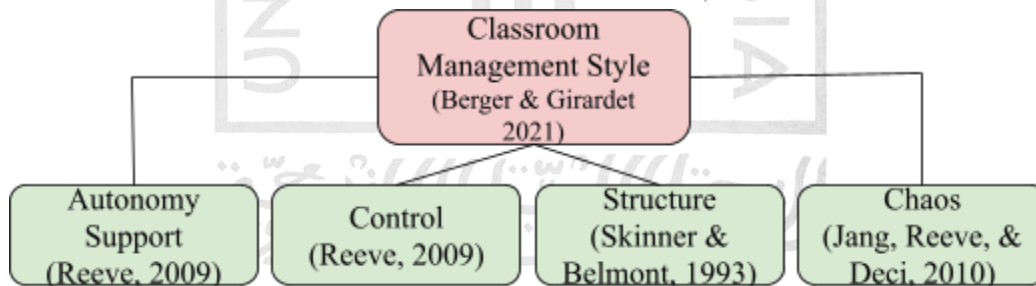 Classroom
Management Style
(Berger & Girardet
2021)
Autonomy
Support
(Reeve, 2009)
Control
(Reeve, 2009)
Structure
(Skinner &
Belmont, 1993)
Chaos
(Jang, Reeve, &
Deci, 2010)